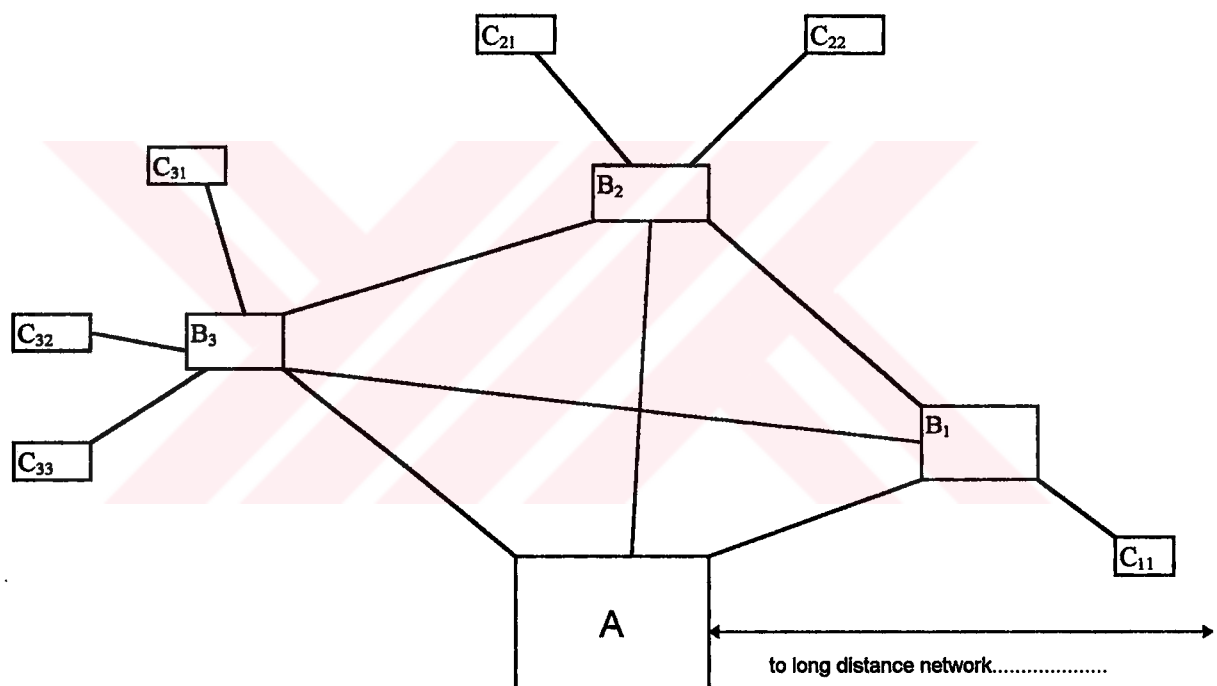 C₂₁
C₂₂
C₃₁
B₂
C₃₂
B₃
B₁
C₃₃
C₁₁
A
to long distance network....................